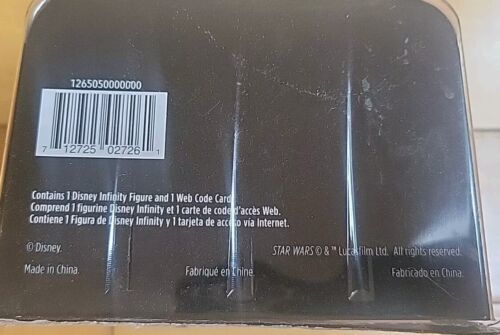 1265050000000
7 12725 02726 1
Contains 1 Disney Infinity Figure and 1 Web Code Card
Comprend 1 figurine Disney Infinity et 1 carte de code d'accès Web.
Contiene 1 Figura de Disney Infinity y 1 tarjeta de acceso vía Internet.
© Disney. STAR WARS © & ™ Lucasfilm Ltd. All rights reserved.
Made in China. Fabriqué en Chine. Fabricado en China.